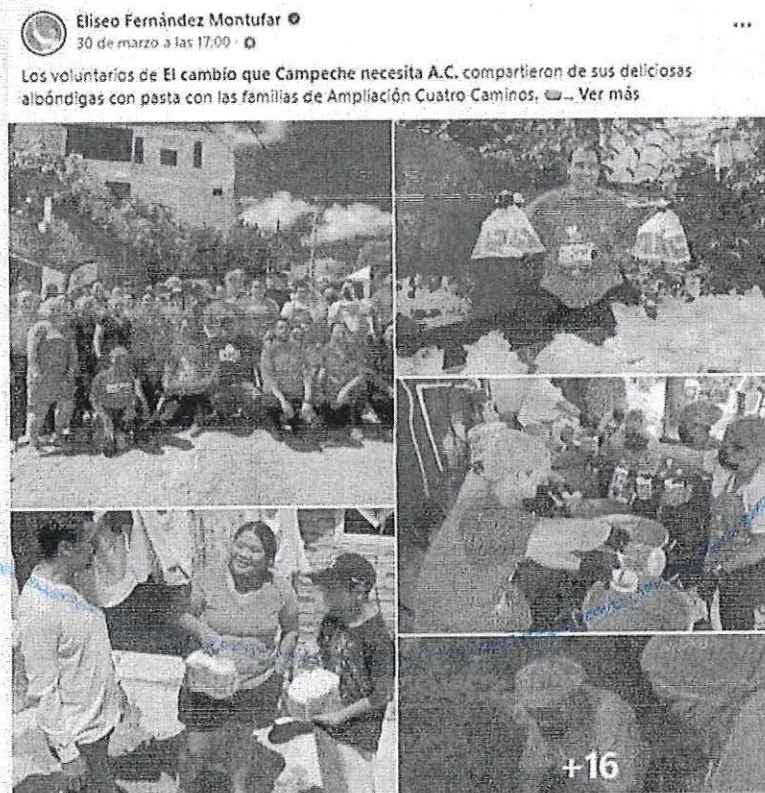 Eliseo Fernández Montufar
30 de marzo a las 17:00 ·
Los voluntarios de El cambio que Campeche necesita A.C. compartieron de sus deliciosas
albóndigas con pasta con las familias de Ampliación Cuatro Caminos. ... Ver más
+16